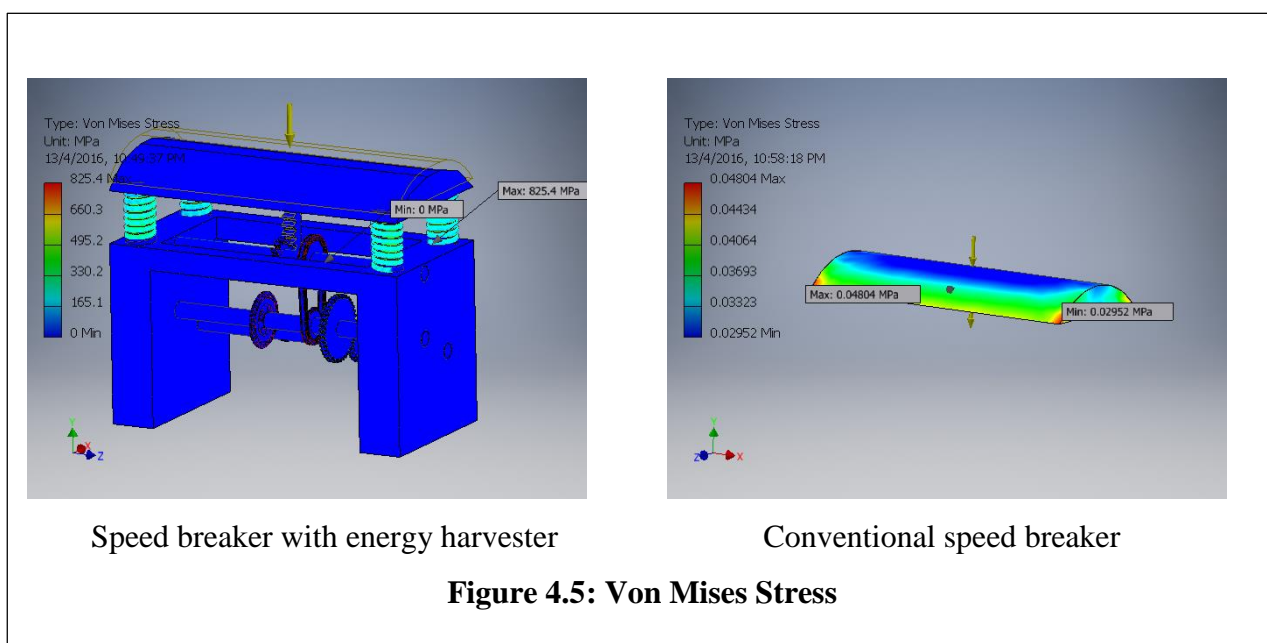 Type: Von Mises Stress
Unit: MPa
13/4/2016, 10:49:37 PM
825.4 Max
660.3
495.2
330.2
165.1
0 Min
Max: 825.4 MPa
Min: 0 MPa
Y
X
Z
Type: Von Mises Stress
Unit: MPa
13/4/2016, 10:58:18 PM
0.04804 Max
0.04434
0.04064
0.03693
0.03323
0.02952 Min
Max: 0.04804 MPa
Min: 0.02952 MPa
Y
Z
X
Speed breaker with energy harvester
Conventional speed breaker
Figure 4.5: Von Mises Stress